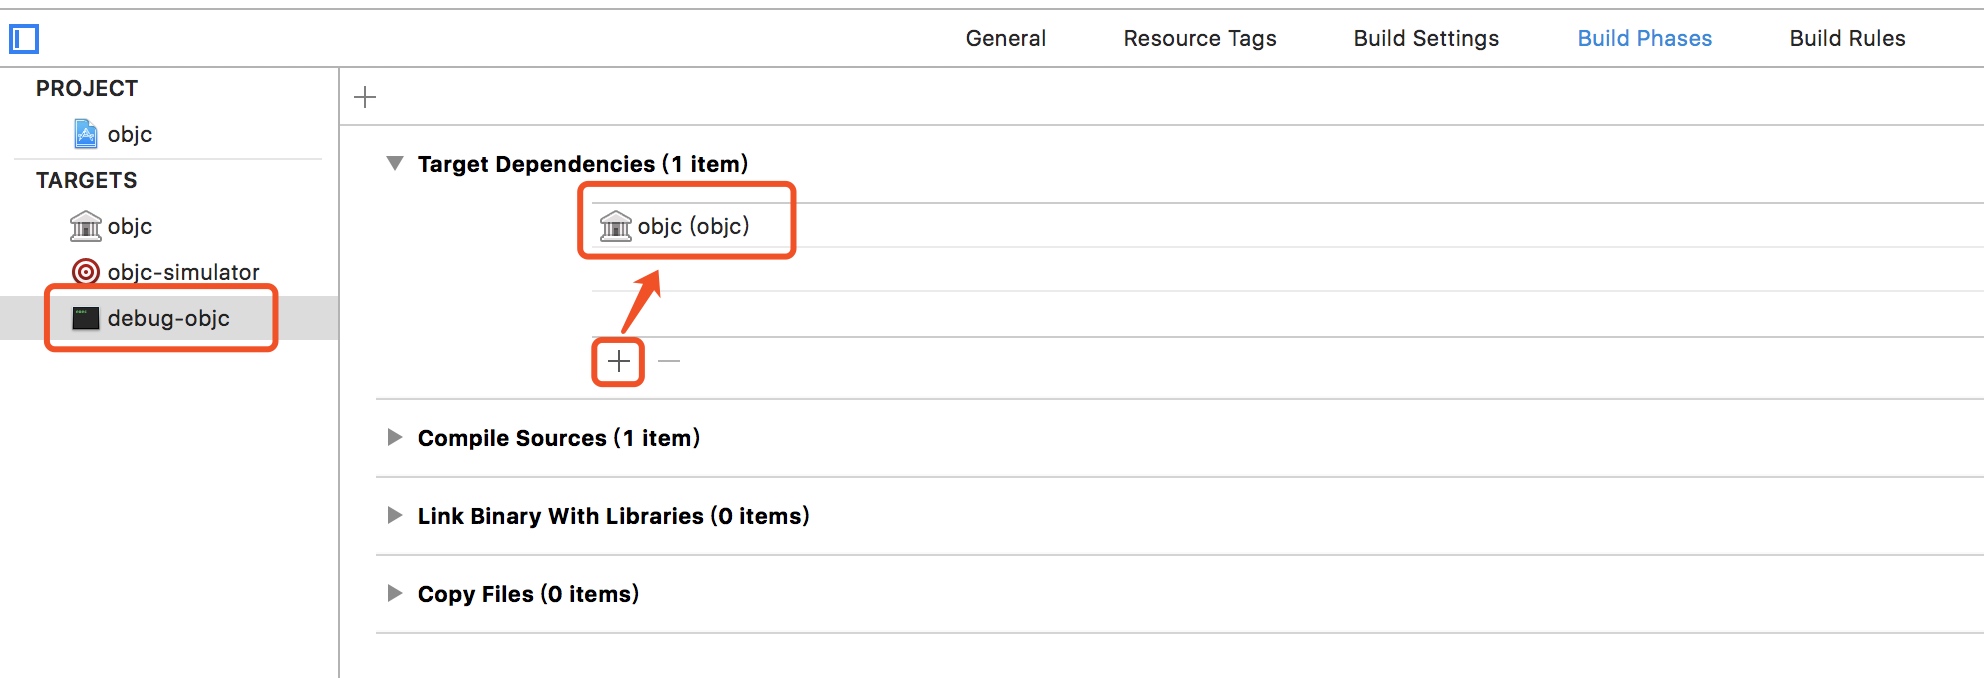 General Resource Tags Build Settings Build Phases Build Rules
PROJECT
objc
TARGETS
objc
objc-simulator
debug-objc
Target Dependencies (1 item)
objc (objc)
Compile Sources (1 item)
Link Binary With Libraries (0 items)
Copy Files (0 items)